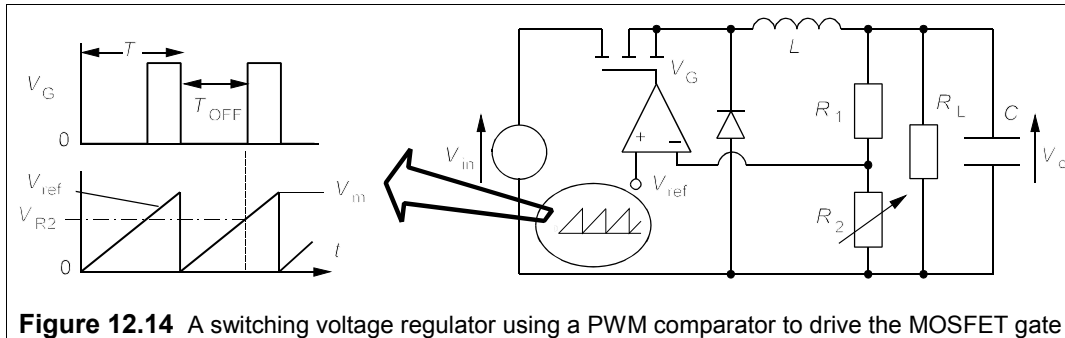 T
V_G
T_OFF
0
V_ref
V_m
V_R2
0
t
V_G
L
R_1
R_L
C
+
-
V_in
V_ref
V_o
R_2
Figure 12.14 A switching voltage regulator using a PWM comparator to drive the MOSFET gate